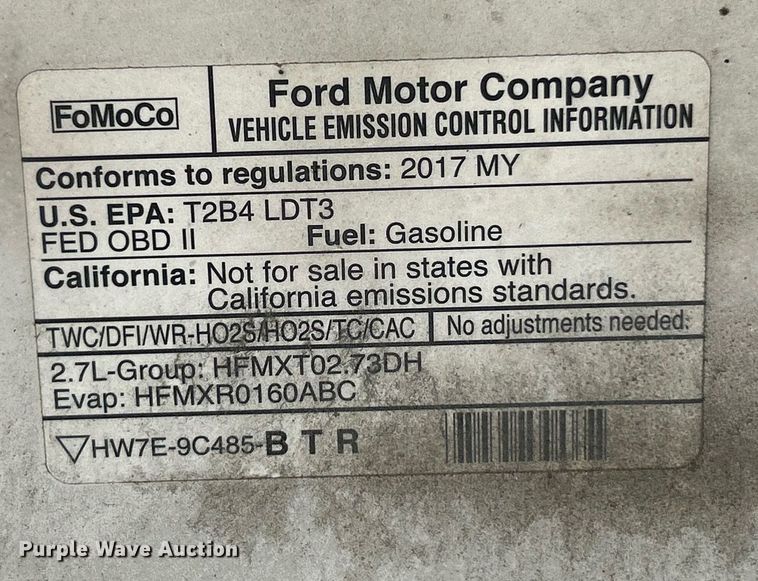 FoMoCo
Ford Motor Company
VEHICLE EMISSION CONTROL INFORMATION
Conforms to regulations: 2017 MY
U.S. EPA: T2B4 LDT3
FED OBD II Fuel: Gasoline
California: Not for sale in states with
California emissions standards.
TWC/DFI/WR-HO2S/HO2S/TC/CAC No adjustments needed.
2.7L-Group: HFMXT02.73DH
Evap: HFMXR0160ABC
HW7E-9C485-B T R
Purple Wave Auction